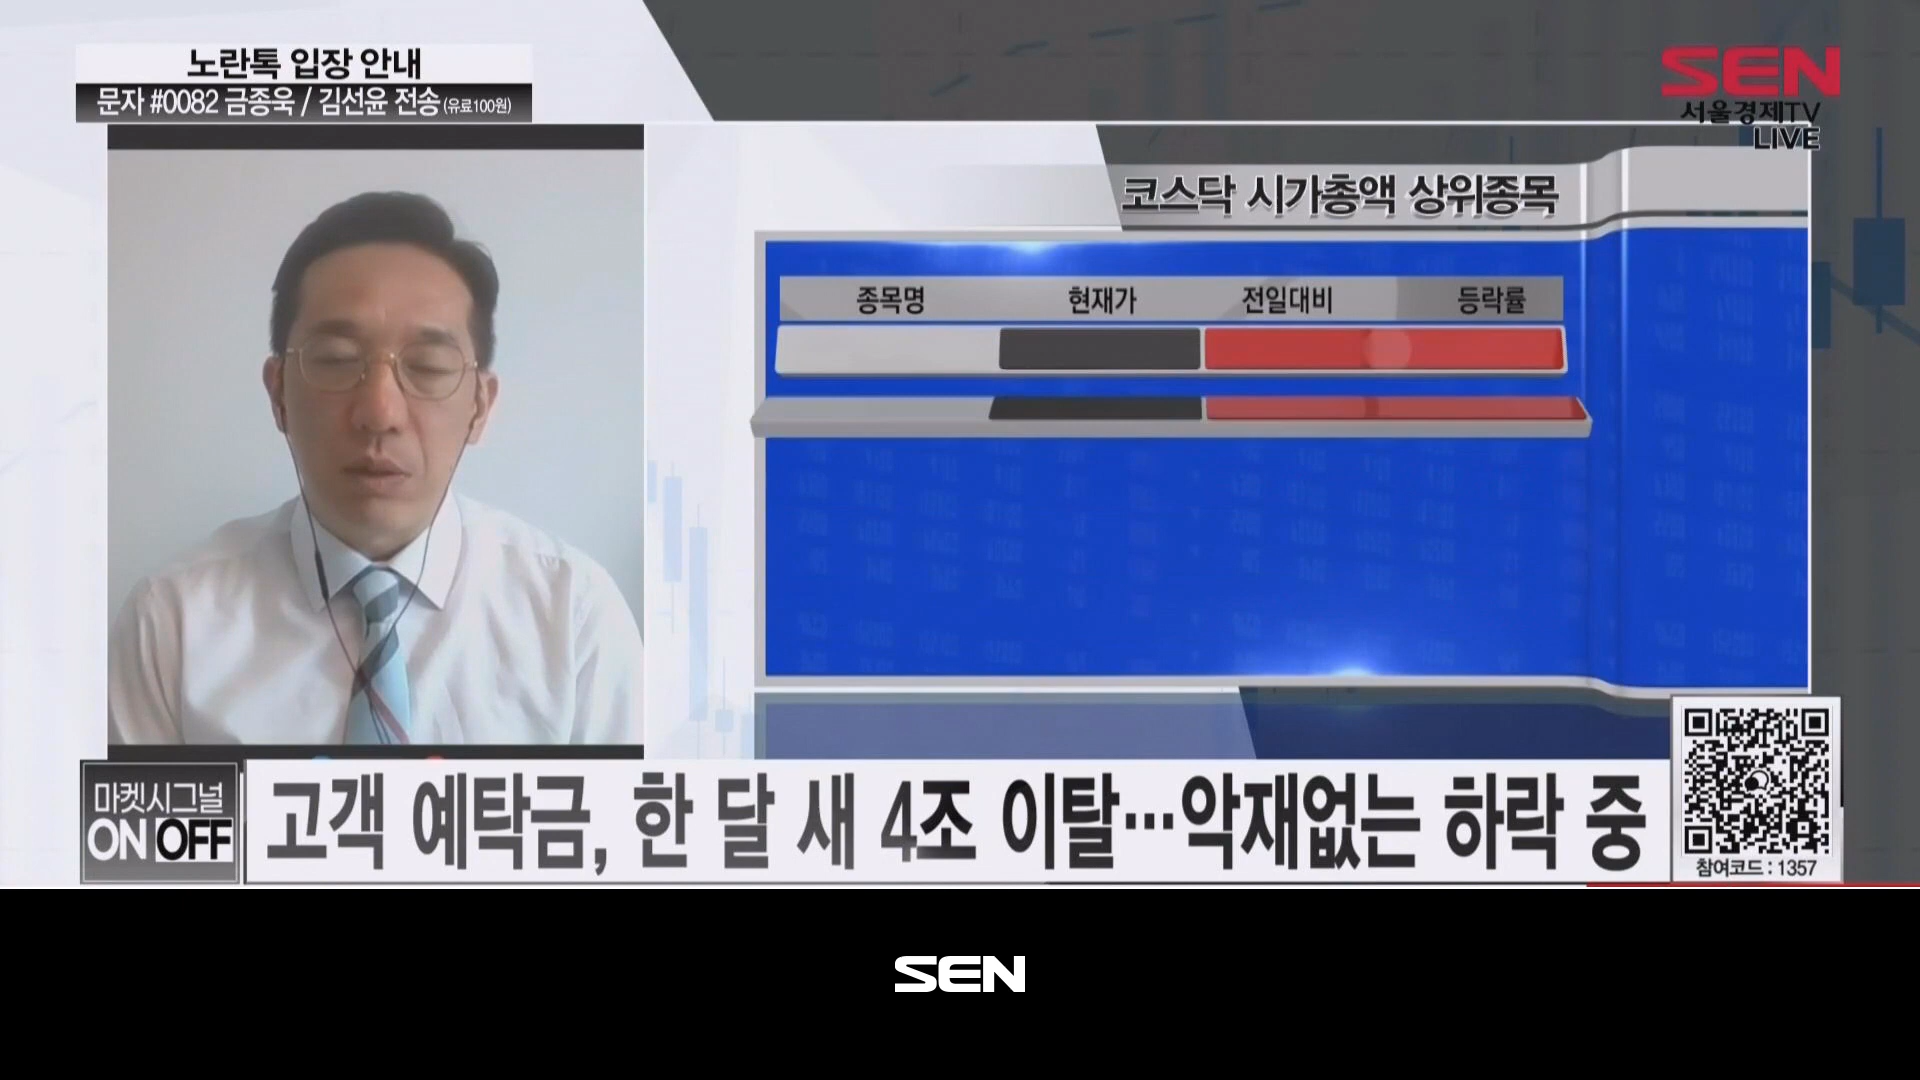 노란톡 입장 안내
문자 #0082 금종욱 / 김선윤 전송 (유료100원)
SEN
서울경제TV
LIVE
코스닥 시가총액 상위종목
종목명 현재가 전일대비 등락률
마켓시그널
ON OFF
고객 예탁금, 한 달 새 4조 이탈…악재없는 하락 중
참여코드 : 1357
SEN